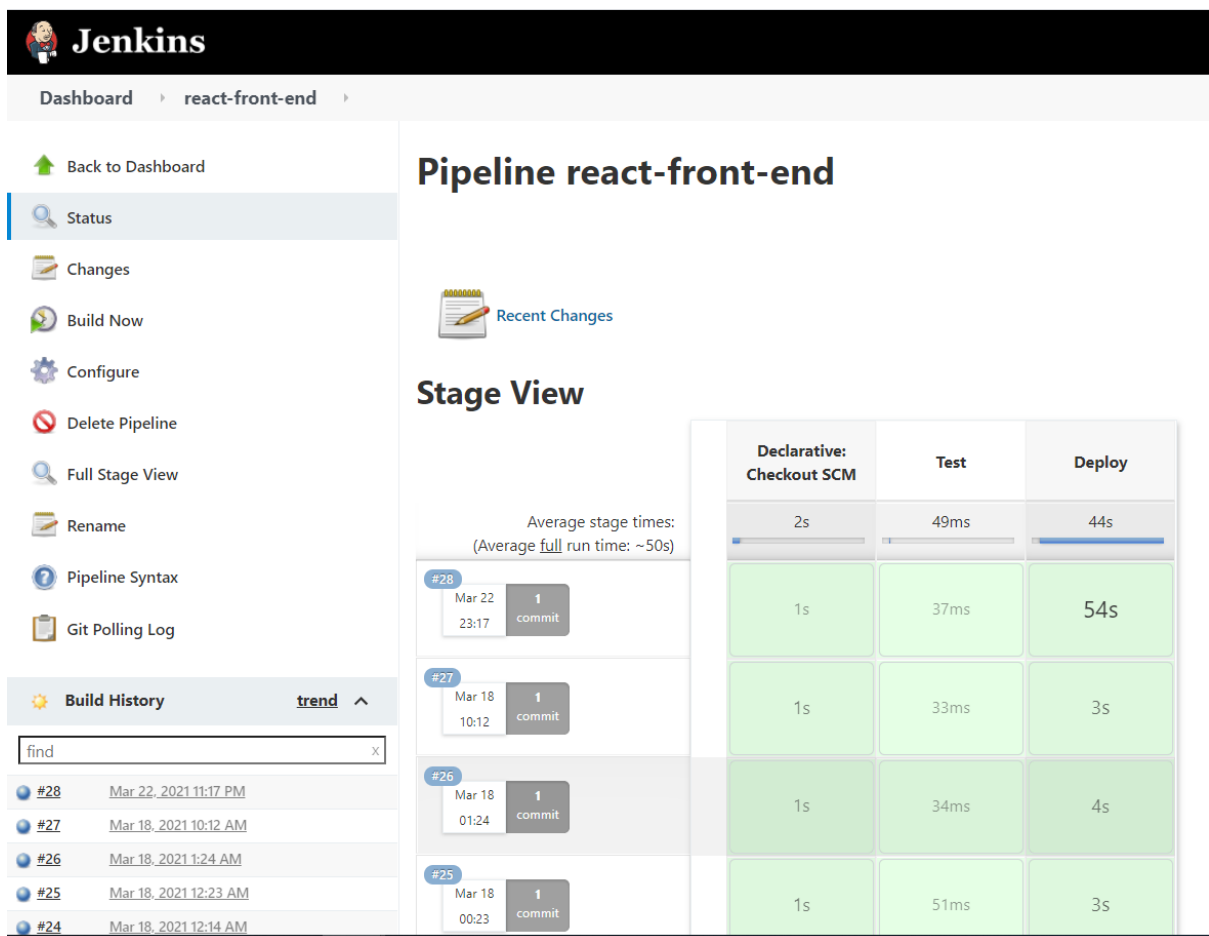 Jenkins
Dashboard react-front-end
Back to Dashboard
Status
Changes
Build Now
Configure
Delete Pipeline
Full Stage View
Rename
Pipeline Syntax
Git Polling Log
Build History trend
find x
#28 Mar 22, 2021 11:17 PM
#27 Mar 18, 2021 10:12 AM
#26 Mar 18, 2021 1:24 AM
#25 Mar 18, 2021 12:23 AM
#24 Mar 18, 2021 12:14 AM
Pipeline react-front-end
Recent Changes
Stage View
Declarative:
Checkout SCM
Test
Deploy
Average stage times:
(Average full run time: ~50s)
2s 49ms 44s
#28
Mar 22
23:17
1
commit
1s 37ms 54s
#27
Mar 18
10:12
1
commit
1s 33ms 3s
#26
Mar 18
01:24
1
commit
1s 34ms 4s
#25
Mar 18
00:23
1
commit
1s 51ms 3s